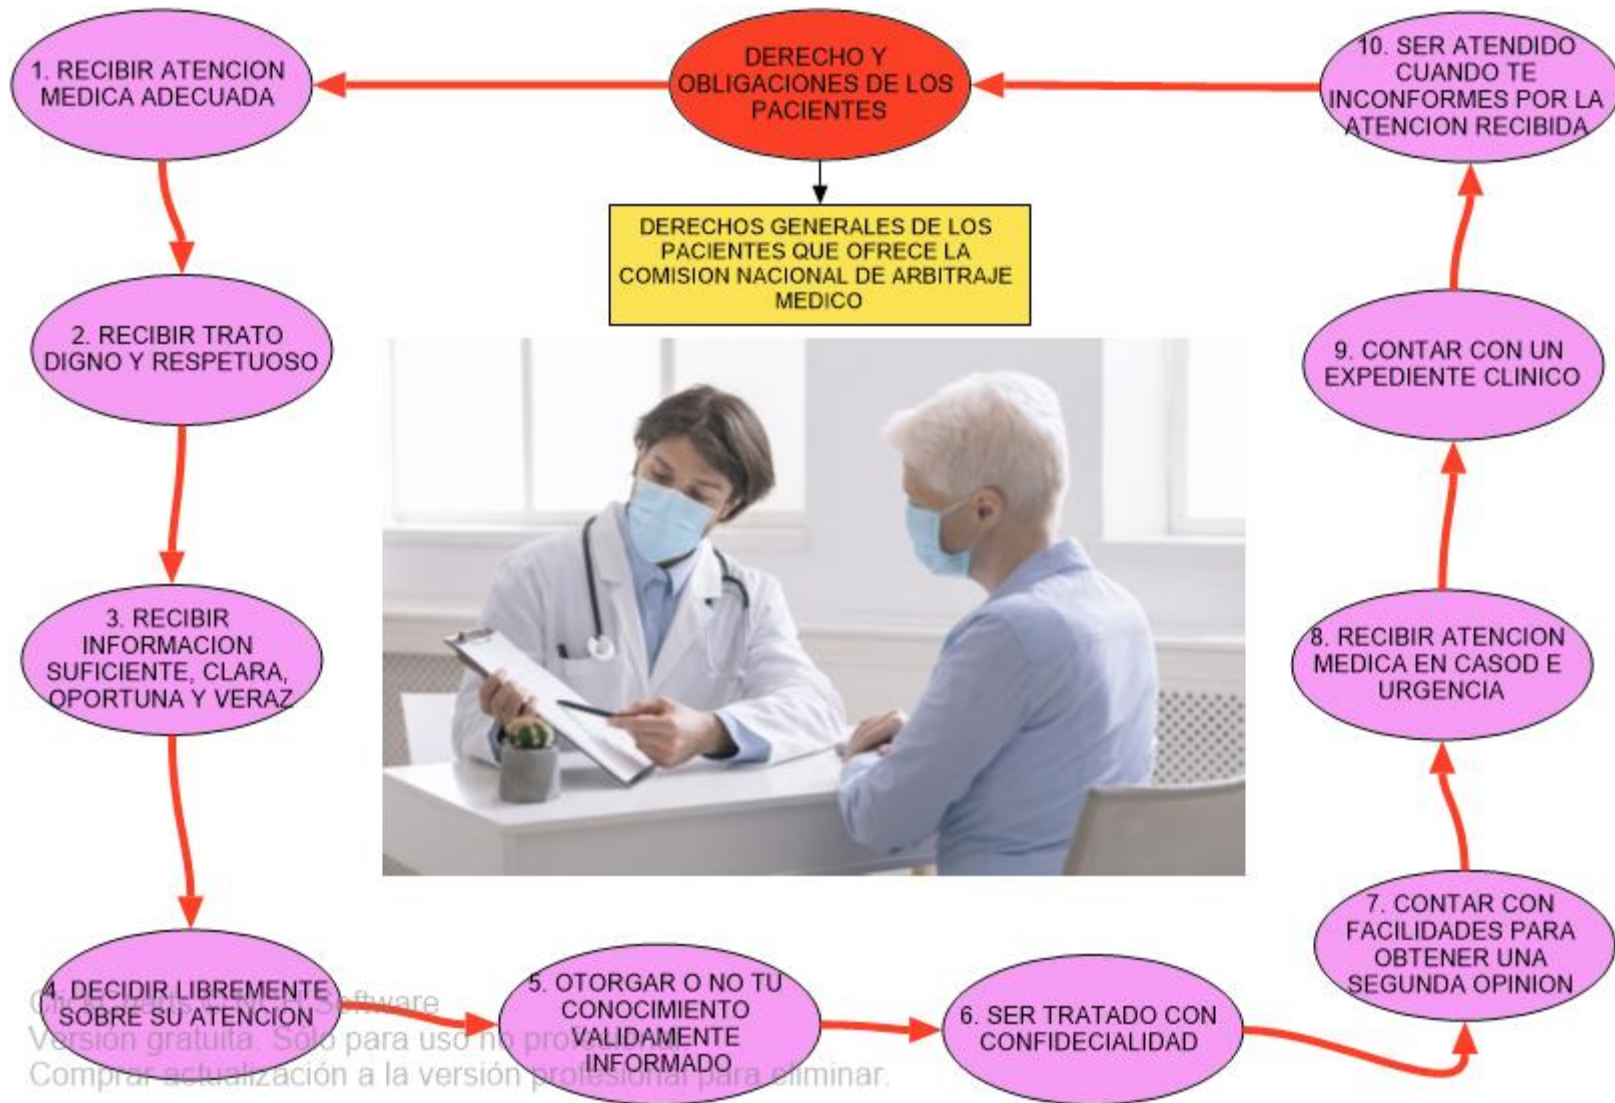 DERECHO Y
OBLIGACIONES DE LOS
PACIENTES
DERECHOS GENERALES DE LOS
PACIENTES QUE OFRECE LA
COMISION NACIONAL DE ARBITRAJE
MEDICO
1. RECIBIR ATENCION
MEDICA ADECUADA
2. RECIBIR TRATO
DIGNO Y RESPETUOSO
3. RECIBIR
INFORMACION
SUFICIENTE, CLARA,
OPORTUNA Y VERAZ
4. DECIDIR LIBREMENTE
SOBRE SU ATENCION
5. OTORGAR O NO TU
CONOCIMIENTO
VALIDAMENTE
INFORMADO
6. SER TRATADO CON
CONFIDECIALIDAD
7. CONTAR CON
FACILIDADES PARA
OBTENER UNA
SEGUNDA OPINION
8. RECIBIR ATENCION
MEDICA EN CASOD E
URGENCIA
9. CONTAR CON UN
EXPEDIENTE CLINICO
10. SER ATENDIDO
CUANDO TE
INCONFORMES POR LA
ATENCION RECIBIDA
Software
Versión gratuita. Sólo para uso no
Comprar actualización a la versión profesional para eliminar.